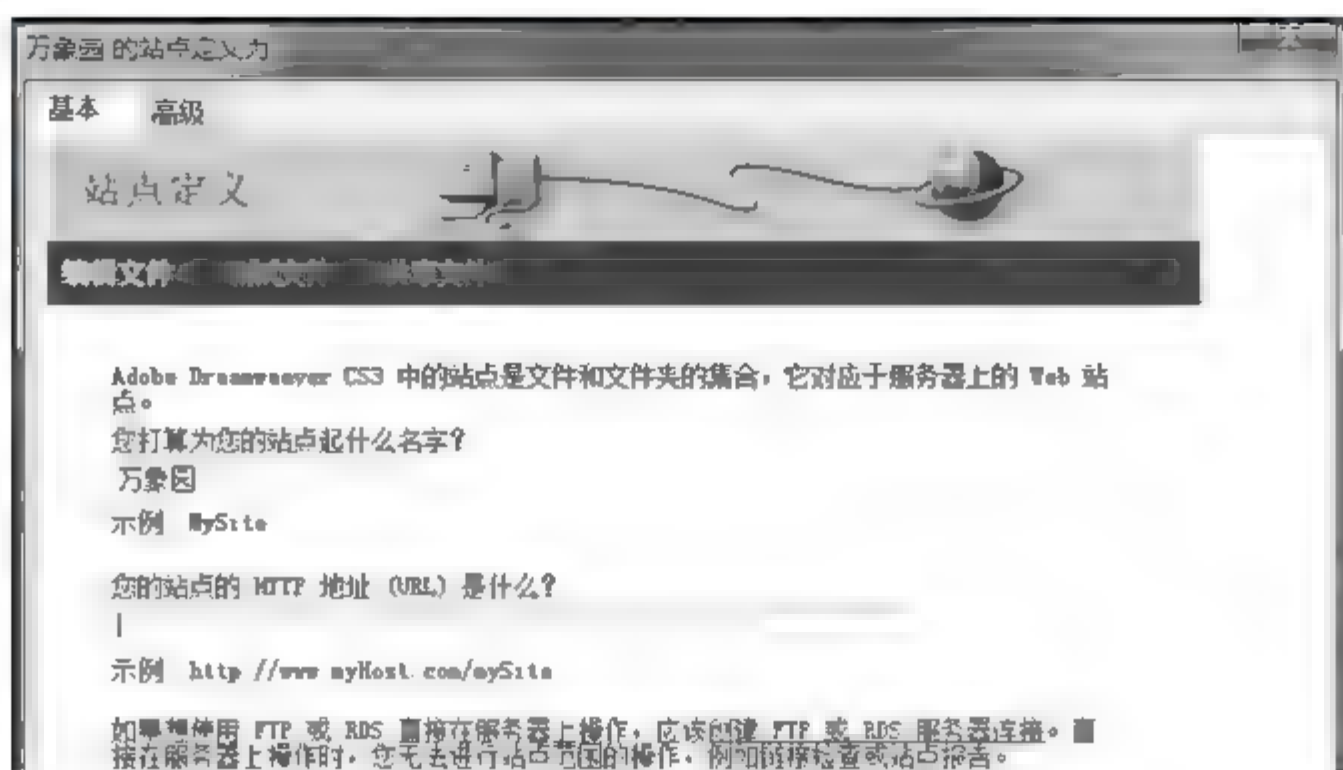 万象园 的站点定义为
基本 高级
站点定义
编辑文件
Adobe Dreamweaver CS3 中的站点是文件和文件夹的集合，它对应于服务器上的 Web 站
点。
您打算为您的站点起什么名字？
万象园
示例 MySite
您的站点的 HTTP 地址 (URL) 是什么？
示例 http //www myHost.com/mySite
如果想使用 FTP 或 RDS 直接在服务器上操作，应该创建 FTP 或 RDS 服务器连接。直
接在服务器上操作时，您无法进行站点范围的操作，例如链接检查或站点报告。